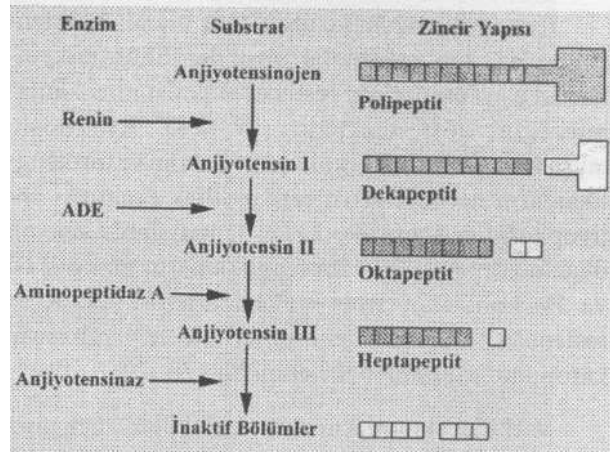 Enzim Substrat Zincir Yapısı
Anjiyotensinojen
Polipeptit
Renin
Anjiyotensin I
Dekapeptit
ADE
Anjiyotensin II
Oktapeptit
Aminopeptidaz A
Anjiyotensin III
Heptapeptit
Anjiyotensinaz
İnaktif Bölümler